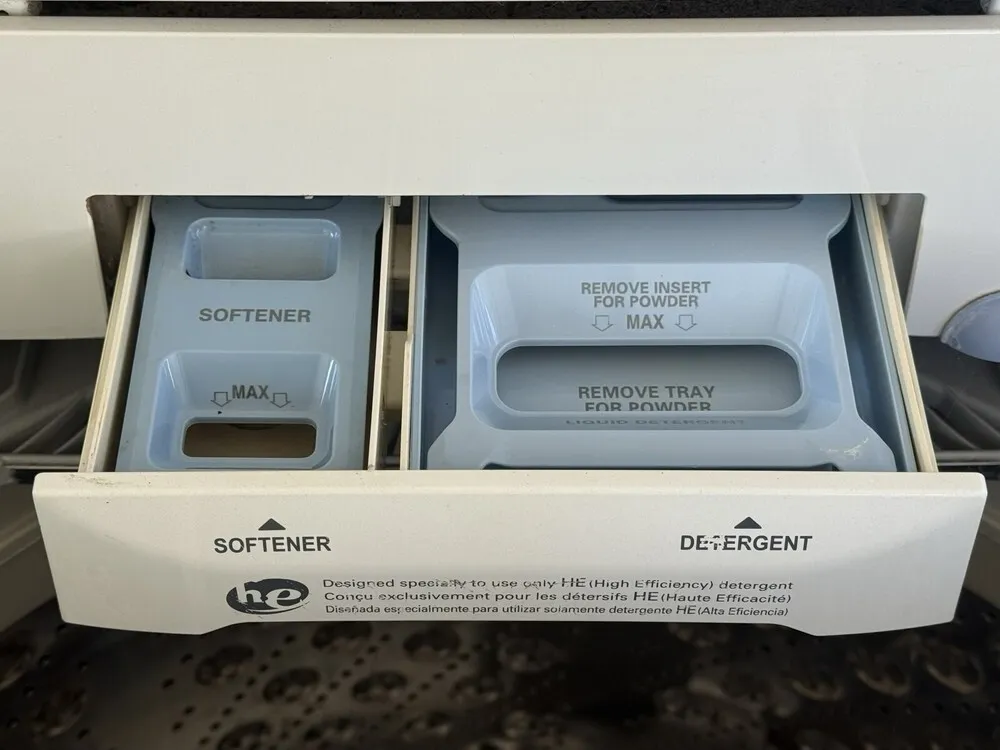 SOFTENER
MAX
REMOVE INSERT
FOR POWDER
MAX
REMOVE TRAY
FOR POWDER
LIQUID DETERGENT
SOFTENER
DETERGENT
he
Designed specially to use only HE (High Efficiency) detergent
Conçu exclusivement pour les détersifs HE (Haute Efficacité)
Diseñada especialmente para utilizar solamente detergente HE (Alta Eficiencia)